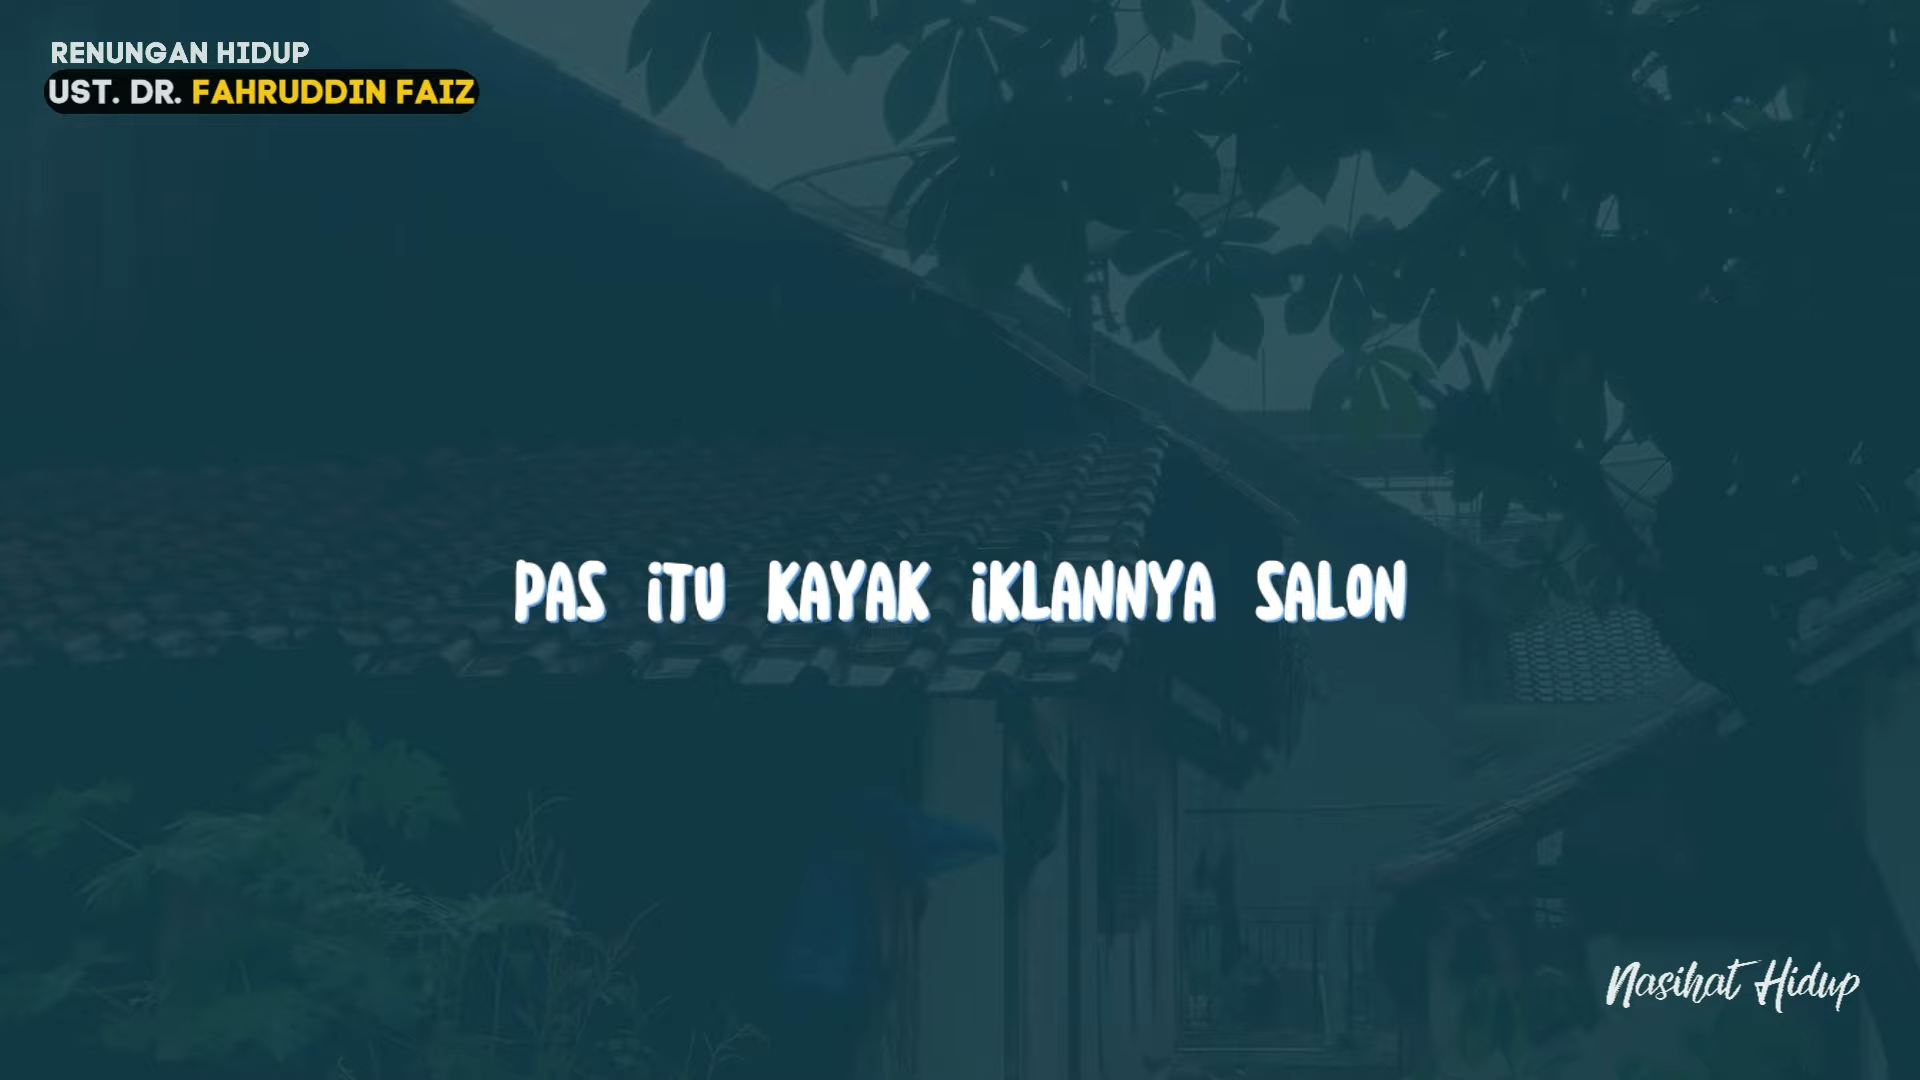 RENUNGAN HIDUP
UST. DR. FAHRUDDIN FAIZ
PAS iTU KAYAK iKLANNYA SALON
Nasihat Hidup